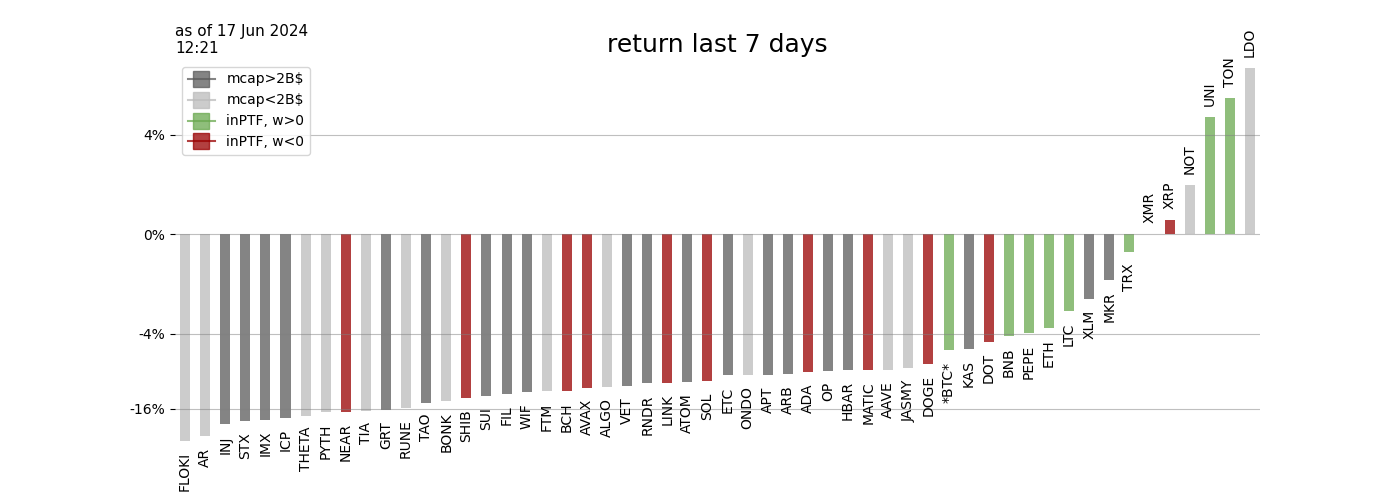 as of 17 Jun 2024
12:21
return last 7 days
mcap>2B$
mcap<2B$
inPTF, w>0
inPTF, w<0
4%
0%
-4%
-16%
FLOKI
AR
INJ
STX
IMX
ICP
THETA
PYTH
NEAR
TIA
GRT
RUNE
TAO
BONK
SHIB
SUI
FIL
WIF
FTM
BCH
AVAX
ALGO
VET
RNDR
LINK
ATOM
SOL
ETC
ONDO
APT
ARB
ADA
OP
HBAR
MATIC
AAVE
JASMY
DOGE
*BTC*
KAS
DOT
BNB
PEPE
ETH
LTC
XLM
MKR
TRX
XMR
XRP
NOT
UNI
TON
LDO